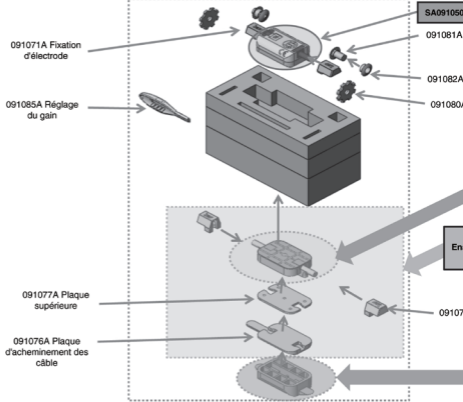 SA091050
091081A
091071A Fixation
d'électrode
091082A
091085A Réglage
du gain
091080A
En
091077A Plaque
supérieure
09107
091076A Plaque
d'acheminement des
câble